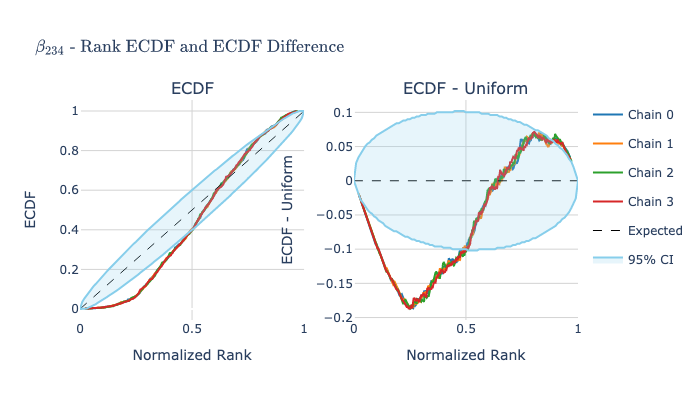 β234 - Rank ECDF and ECDF Difference
ECDF
ECDF - Uniform
1
0.8
0.6
0.4
0.2
0
ECDF
0
0.5
1
Normalized Rank
0.1
0.05
0
−0.05
−0.1
−0.15
−0.2
ECDF - Uniform
0
0.5
1
Normalized Rank
Chain 0
Chain 1
Chain 2
Chain 3
Expected
95% CI